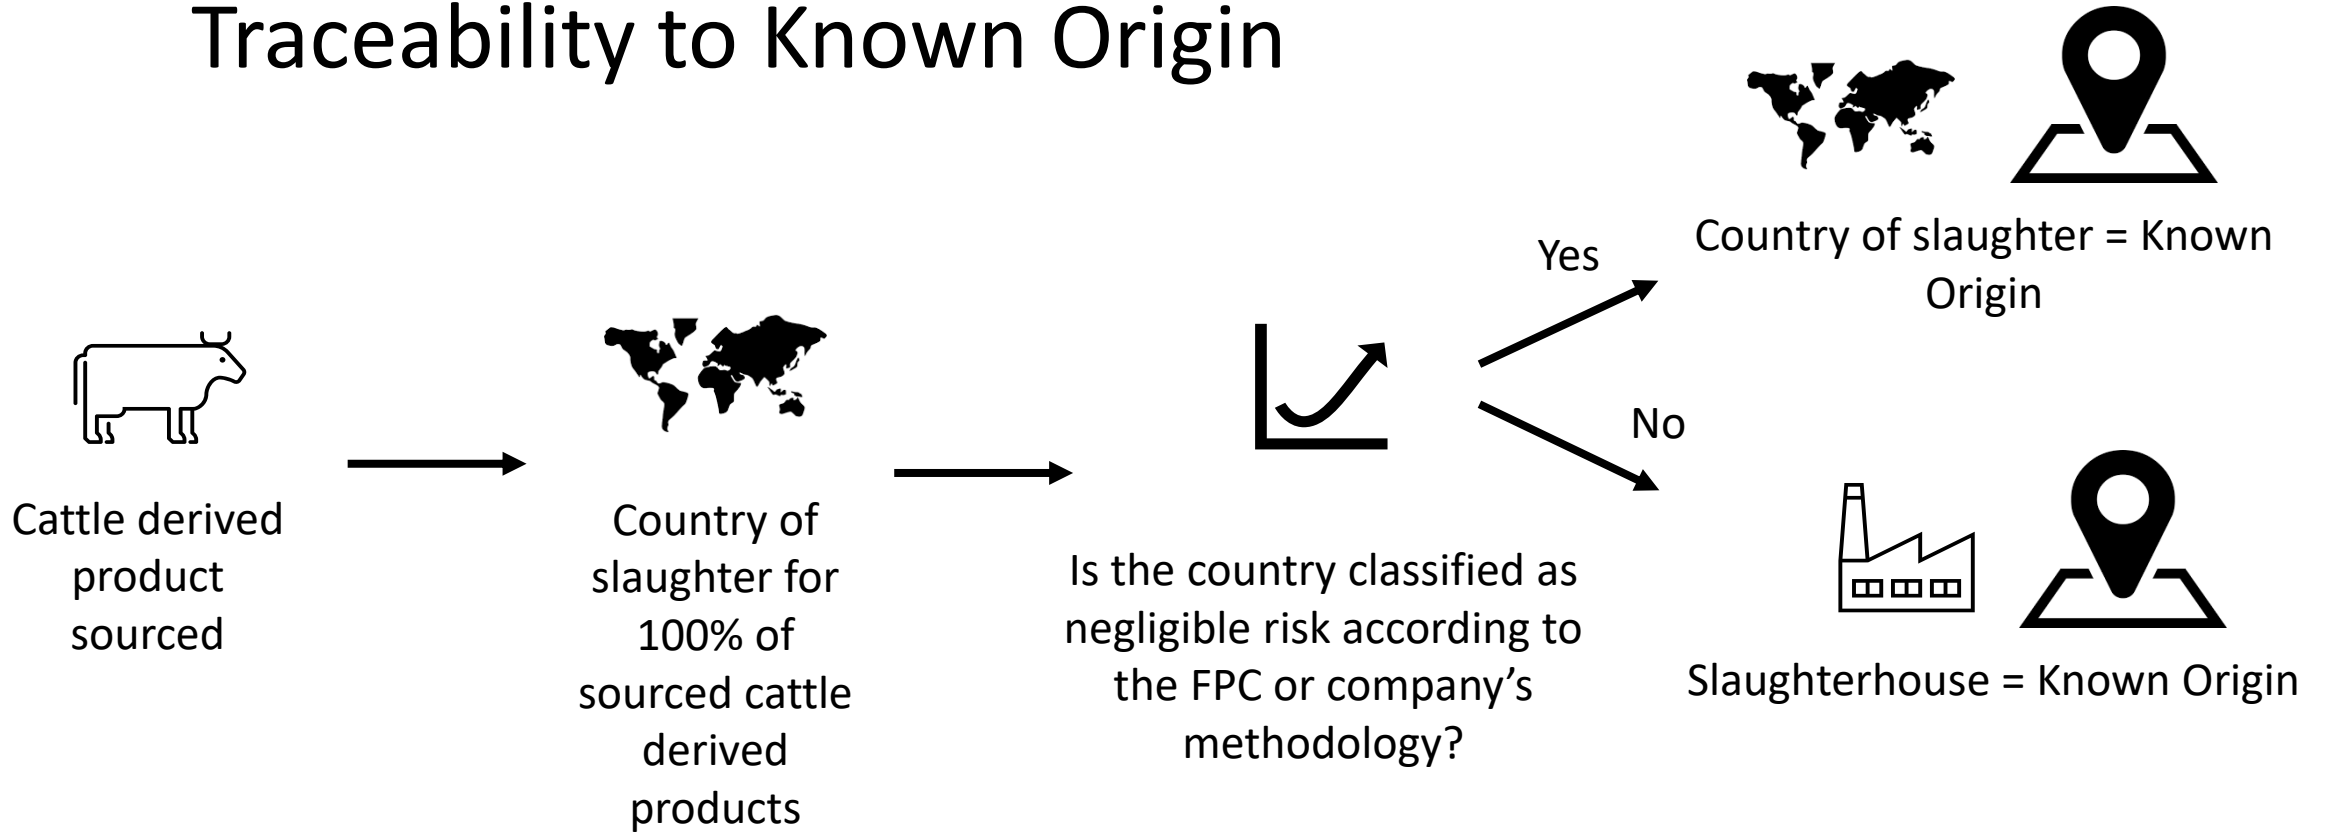 Traceability to Known Origin
Cattle derived
product
sourced
Country of
slaughter for
100% of
sourced cattle
derived
products
Is the country classified as
negligible risk according to
the FPC or company’s
methodology?
Yes
Country of slaughter = Known
Origin
No
Slaughterhouse = Known Origin